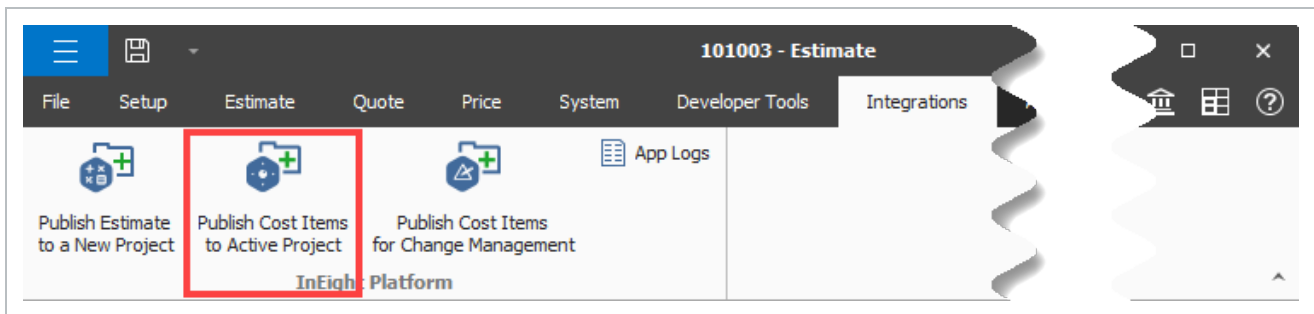 101003 - Estimate
File Setup Estimate Quote Price System Developer Tools Integrations
App Logs
Publish Estimate
to a New Project
Publish Cost Items
to Active Project
Publish Cost Items
for Change Management
InEight Platform